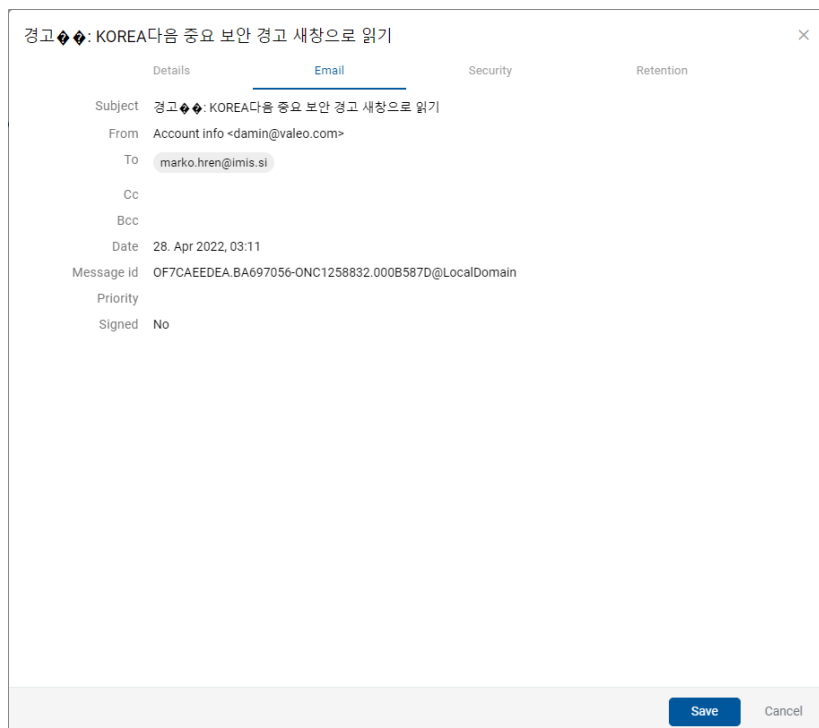 경고��: KOREA다음 중요 보안 경고 새창으로 읽기
Details Email Security Retention
Subject 경고��: KOREA다음 중요 보안 경고 새창으로 읽기
From Account info <damin@valeo.com>
To marko.hren@imis.si
Cc
Bcc
Date 28. Apr 2022, 03:11
Message id OF7CAEEDEA.BA697056-ONC1258832.000B587D@LocalDomain
Priority
Signed No
Save Cancel